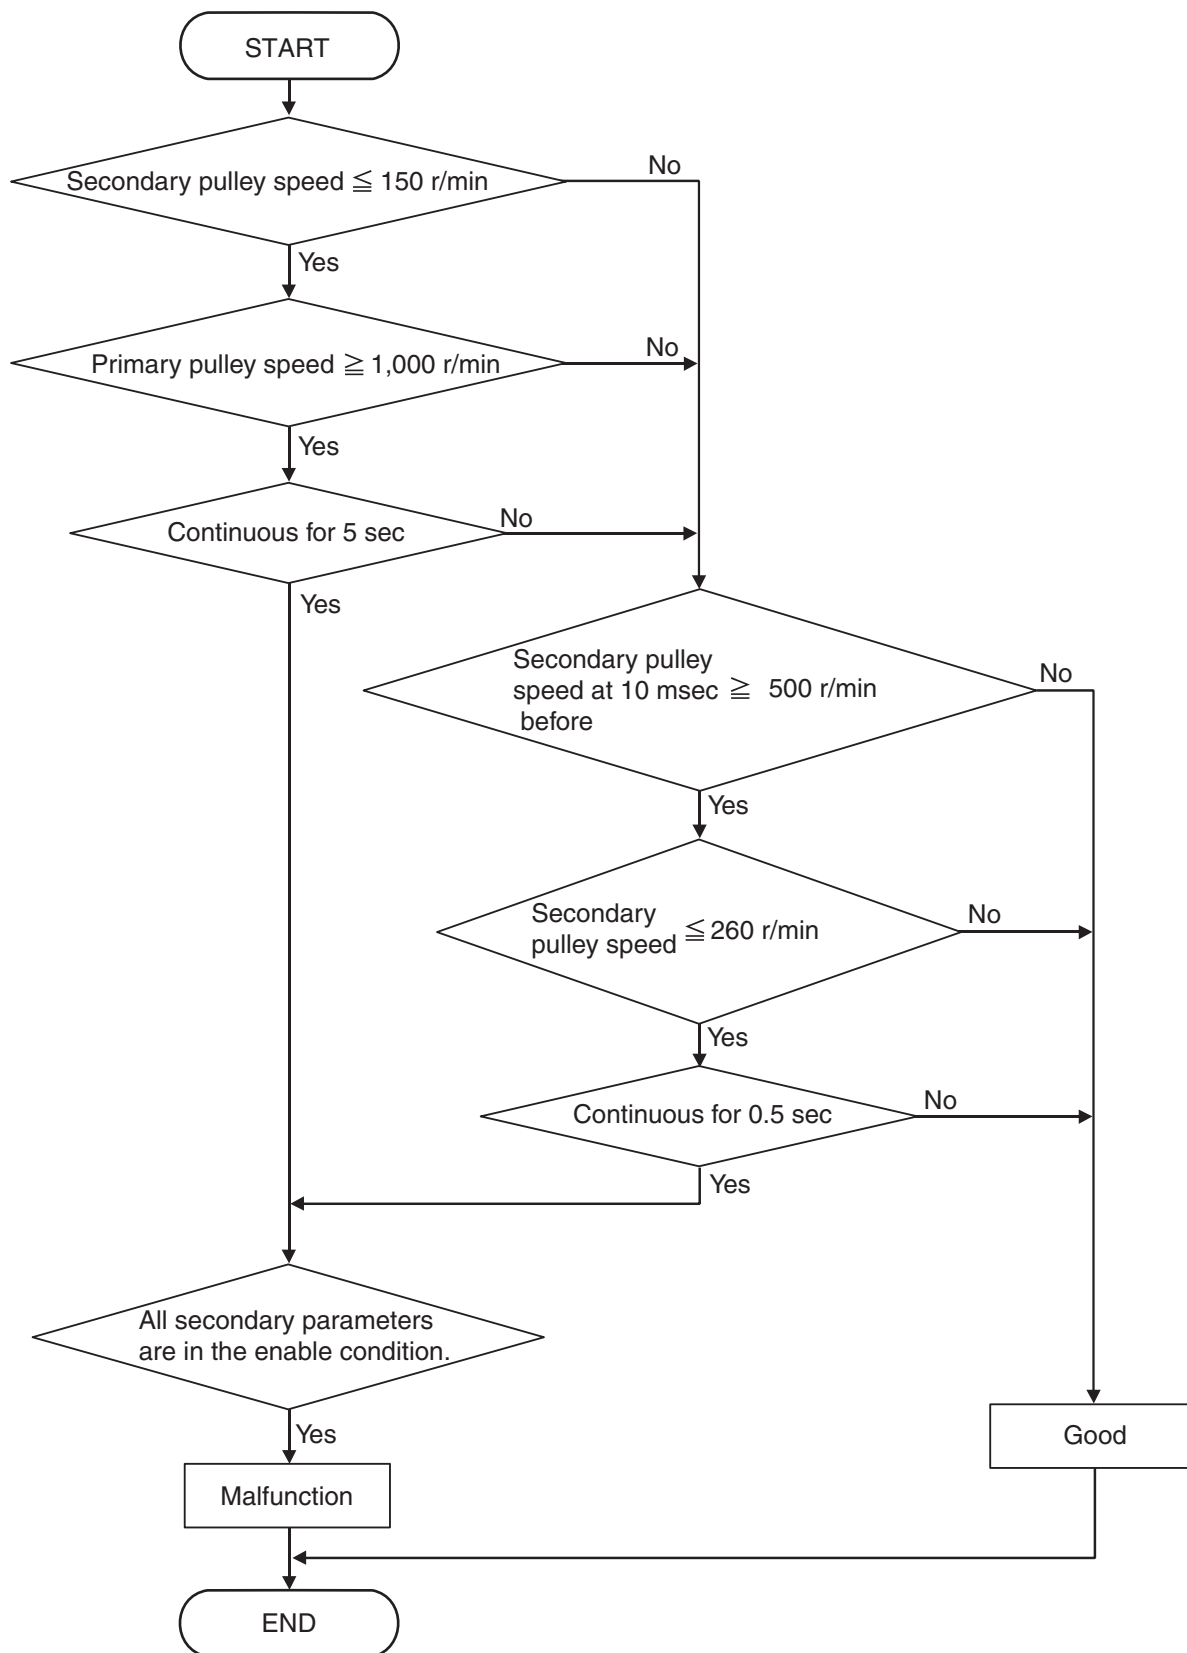 START
Secondary pulley speed ≦ 150 r/min
No
Yes
Primary pulley speed ≧ 1,000 r/min
No
Yes
Continuous for 5 sec
No
Yes
Secondary pulley
speed at 10 msec ≧ 500 r/min
before
No
Yes
Secondary
pulley speed ≦ 260 r/min
No
Yes
Continuous for 0.5 sec
No
Yes
All secondary parameters
are in the enable condition.
Yes
Good
Malfunction
END